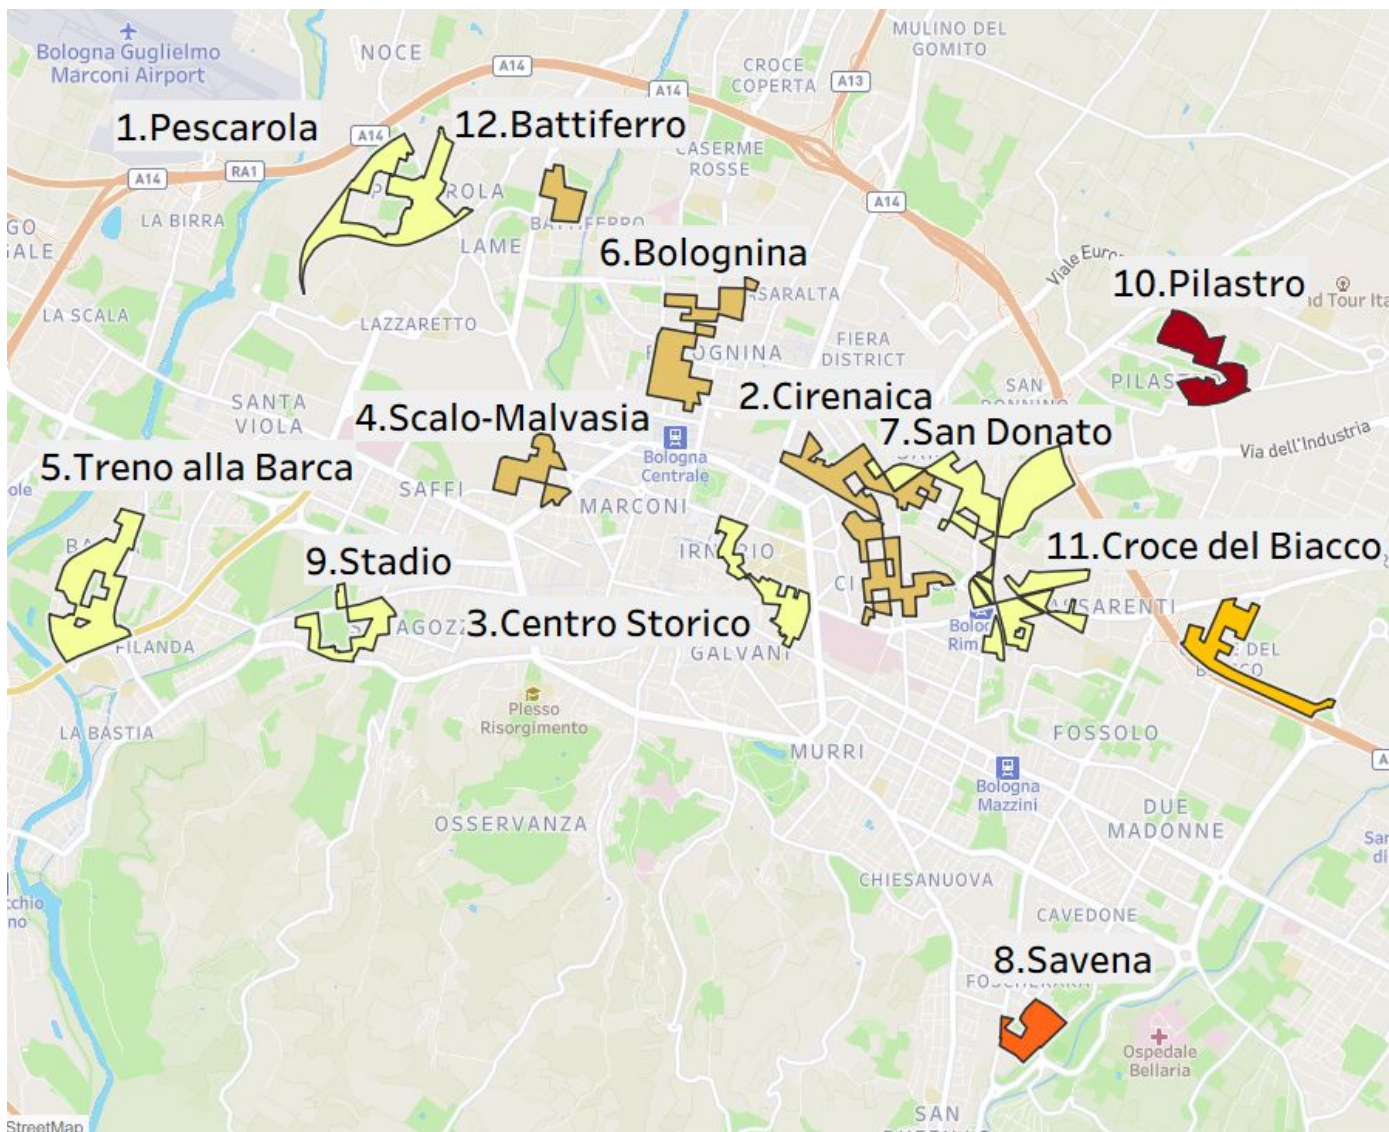 MULINO DEL
GOMITO
Bologna Guglielmo
Marconi Airport
NOCE
A14
CROCE
COPERTA
A13
A14
1.Pescarola
A14
12.Battiferro
CASERME
ROSSE
A14
RA1
A14
LA BIRRA
LAME
6.Bolognina
Viale
10.Pilastro
LA SCALA
LAZZARETTO
FIERA
DISTRICT
SANTA
VIOLA
SAN
2.Cirenaica
4.Scalo-Malvasia
7.San Donato
Via dell'Industria
Bologna
Centrale
5.Treno alla Barca
SAFFI
MARCONI
9.Stadio
11.Croce del Biacco
3.Centro Storico
FILANDA
GALVANI
Plesso
Risorgimento
LA BASTIA
FOSSOLO
MURRI
Bologna
Mazzini
DUE
MADONNE
OSSERVANZA
CHIESANUOVA
CAVEDONE
8.Savena
Ospedale
Bellaria
SAN
StreetMap